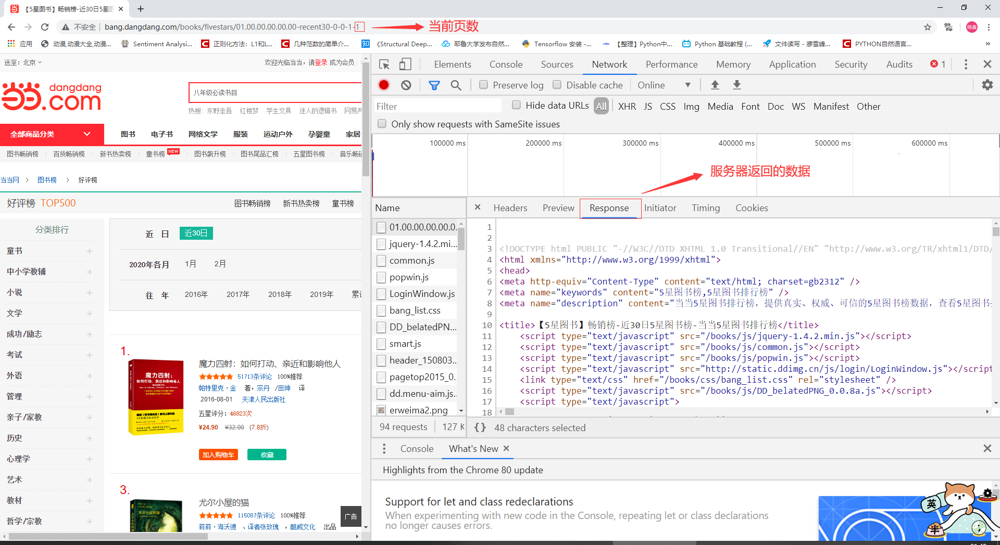 【5星图书】畅销榜-近30日5星图
不安全 bang.dangdang.com/books/fivestars/01.00.00.00.00.00-recent30-0-0-1-1 当前页数
应用 动漫,动漫大全,动漫... Sentiment Analysi... 正则化方法：L1和L... 几种范数的简单介... 《Structural Deep... 耶鲁大学发布自然... Tensorflow 安装 -... 【整理】Python中... Python 基础教程 (... 文件读写 - 廖雪峰... PYTHON自然语言... »
送至：北京 欢迎光临当当，请登录 成为会员
dangdang
.com
八年级必读书目
热搜： 东野圭吾 红楼梦 学生文具 迷人的逻辑书 网易严
全部商品分类 图书 电子书 网络文学 服装 运动户外 孕婴童 家居
图书畅销榜 百货畅销榜 新书热卖榜 童书榜 NEW 图书飙升榜 图书尾品汇榜 五星图书榜 音乐畅销
当当网 > 图书榜 > 好评榜
好评榜 TOP500 图书畅销榜 新书热卖榜 童书榜
分类排行
童书
中小学教辅
小说
文学
成功/励志
考试
外语
管理
亲子/家教
历史
心理学
艺术
教材
哲学/宗教
近 日 近30日
2020年各月 1月 2月
往 年 2016年 2017年 2018年 2019年 累计
1.
魔力四射：
如何打动、亲近和影响他人
魔力四射：如何打动、亲近和影响他人
51713条评论 100%推荐
帕特里克·金 著，宗丹 /田坤 译
2016-08-01 天津人民出版社
五星评分：46823次
¥24.90 ¥32.00 (7.8折)
加入购物车 收藏
3.
尤尔小屋的猫
尤尔小屋的猫
115087条评论 100%推荐
莉莉·海沃德 、译者张玫瑰 ，酷威文化 出品
广告
Elements Console Sources Network Performance Memory Application Security Audits 1
Preserve log Disable cache Online
Filter Hide data URLs All XHR JS CSS Img Media Font Doc WS Manifest Other
Only show requests with SameSite issues
100000 ms 200000 ms 300000 ms 400000 ms 500000 ms 600000 ms
服务器返回的数据
Name
01.00.00.00.00.0...
jquery-1.4.2.mi...
common.js
popwin.js
LoginWindow.js
bang_list.css
DD_belatedPN...
smart.js
header_150803...
pagetop2015_0...
dd.menu-aim.js...
erweima2.png
94 requests 127 K
× Headers Preview Response Initiator Timing Cookies
1
2
3 <!DOCTYPE html PUBLIC "-//W3C//DTD XHTML 1.0 Transitional//EN" "http://www.w3.org/TR/xhtml1/DTD/
4 <html xmlns="http://www.w3.org/1999/xhtml">
5 <head>
6 <meta http-equiv="Content-Type" content="text/html; charset=gb2312" />
7 <meta name="keywords" content="5星图书榜,5星图书排行榜" />
8 <meta name="description" content="当当5星图书排行榜，提供真实、权威、可信的5星图书榜数据，查看5星图书
9
10 <title>【5星图书】畅销榜-近30日5星图书榜-当当5星图书排行榜</title>
11 <script type="text/javascript" src="/books/js/jquery-1.4.2.min.js"></script>
12 <script type="text/javascript" src="/books/js/common.js"></script>
13 <script type="text/javascript" src="/books/js/popwin.js"></script>
14 <script type="text/javascript" src="http://static.ddimg.cn/js/login/LoginWindow.js"></script
15 <link type="text/css" href="/books/css/bang_list.css" rel="stylesheet" />
16 <script type="text/javascript" src="/books/js/DD_belatedPNG_0.0.8a.js"></script>
17 <script type="text/javascript">
18
{} 48 characters selected
Console What's New ×
Highlights from the Chrome 80 update
Support for let and class redeclarations
When experimenting with new code in the Console, repeating let or class declarations
no longer causes errors.
英
半